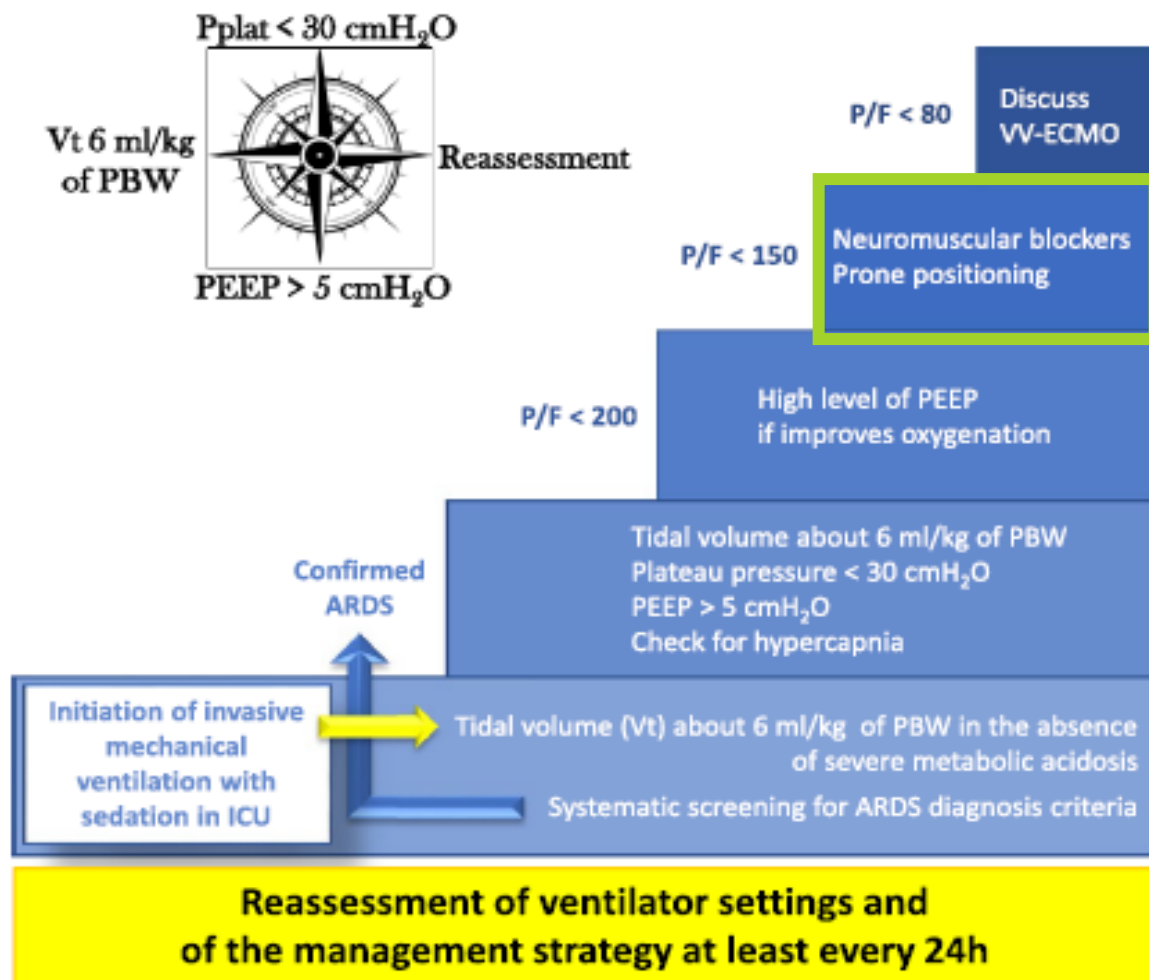 Pplat < 30 cmH₂O
Vt 6 ml/kg
of PBW
Reassessment
PEEP > 5 cmH₂O
P/F < 80
Discuss
VV-ECMO
P/F < 150
Neuromuscular blockers
Prone positioning
P/F < 200
High level of PEEP
if improves oxygenation
Confirmed
ARDS
Tidal volume about 6 ml/kg of PBW
Plateau pressure < 30 cmH₂O
PEEP > 5 cmH₂O
Check for hypercapnia
Initiation of invasive
mechanical
ventilation with
sedation in ICU
Tidal volume (Vt) about 6 ml/kg of PBW in the absence
of severe metabolic acidosis
Systematic screening for ARDS diagnosis criteria
Reassessment of ventilator settings and
of the management strategy at least every 24h